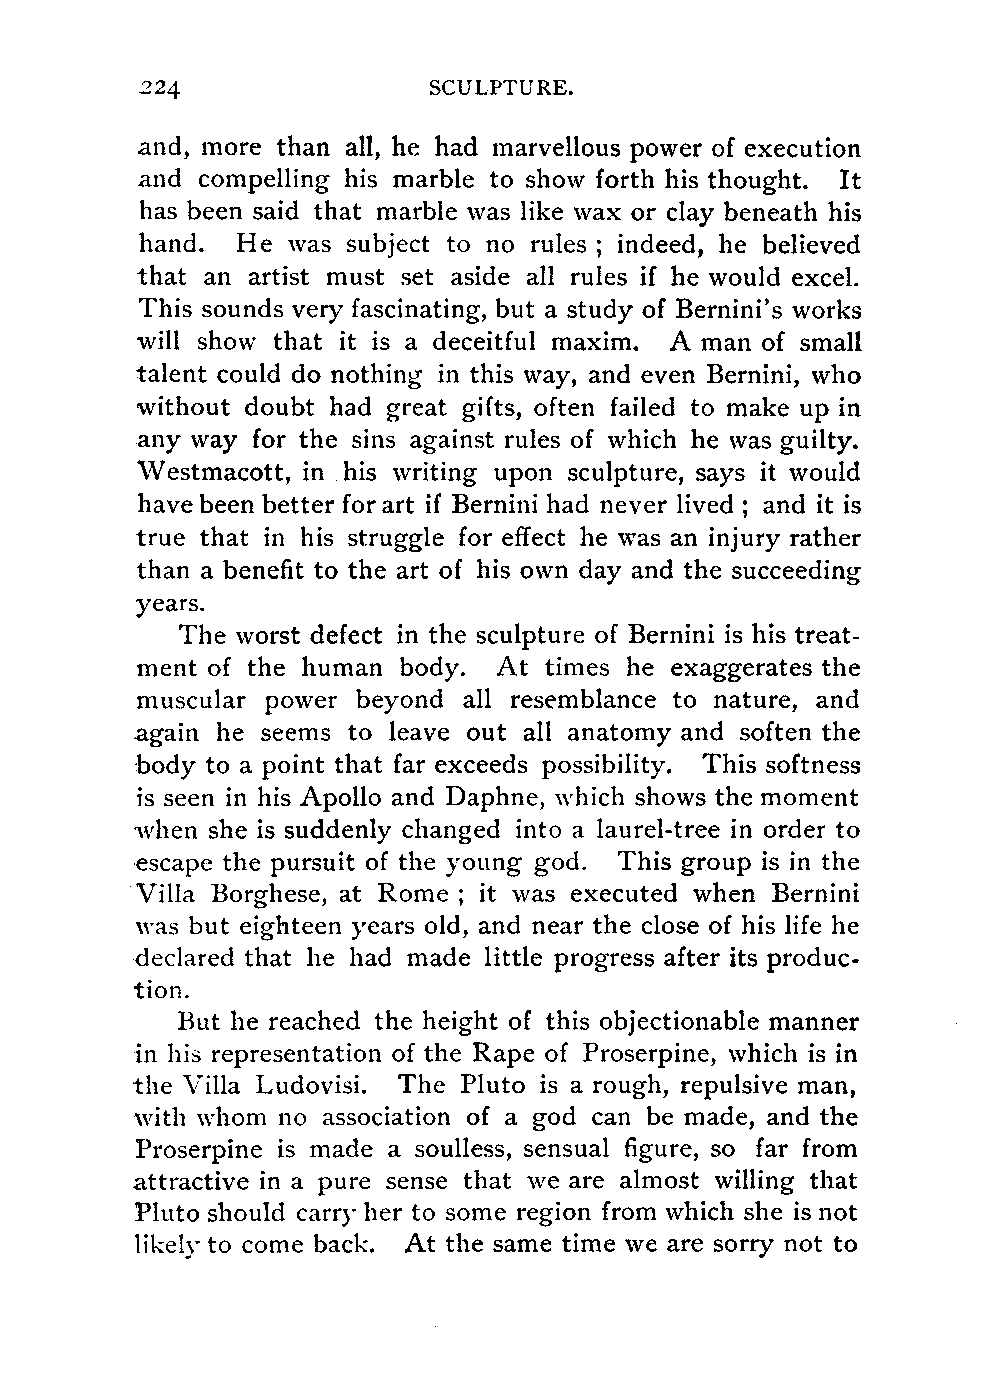 224 SCULPTURE.
and, more than all, he had marvellous power of execution
and compelling his marble to show forth his thought. It
has been said that marble was like wax or clay beneath his
hand. He was subject to no rules ; indeed, he believed
that an artist must set aside all rules if he would excel.
This sounds very fascinating, but a study of Bernini's works
will show that it is a deceitful maxim. A man of small
talent could do nothing in this way, and even Bernini, who
without doubt had great gifts, often failed to make up in
any way for the sins against rules of which he was guilty.
Westmacott, in his writing upon sculpture, says it would
have been better for art if Bernini had never lived ; and it is
true that in his struggle for effect he was an injury rather
than a benefit to the art of his own day and the succeeding
years.
The worst defect in the sculpture of Bernini is his treat-
ment of the human body. At times he exaggerates the
muscular power beyond all resemblance to nature, and
again he seems to leave out all anatomy and soften the
body to a point that far exceeds possibility. This softness
is seen in his Apollo and Daphne, which shows the moment
when she is suddenly changed into a laurel-tree in order to
escape the pursuit of the young god. This group is in the
Villa Borghese, at Rome ; it was executed when Bernini
was but eighteen years old, and near the close of his life he
declared that he had made little progress after its produc-
tion.
But he reached the height of this objectionable manner
in his representation of the Rape of Proserpine, which is in
the Villa Ludovisi. The Pluto is a rough, repulsive man,
with whom no association of a god can be made, and the
Proserpine is made a soulless, sensual figure, so far from
attractive in a pure sense that we are almost willing that
Pluto should carry her to some region from which she is not
likely to come back. At the same time we are sorry not to